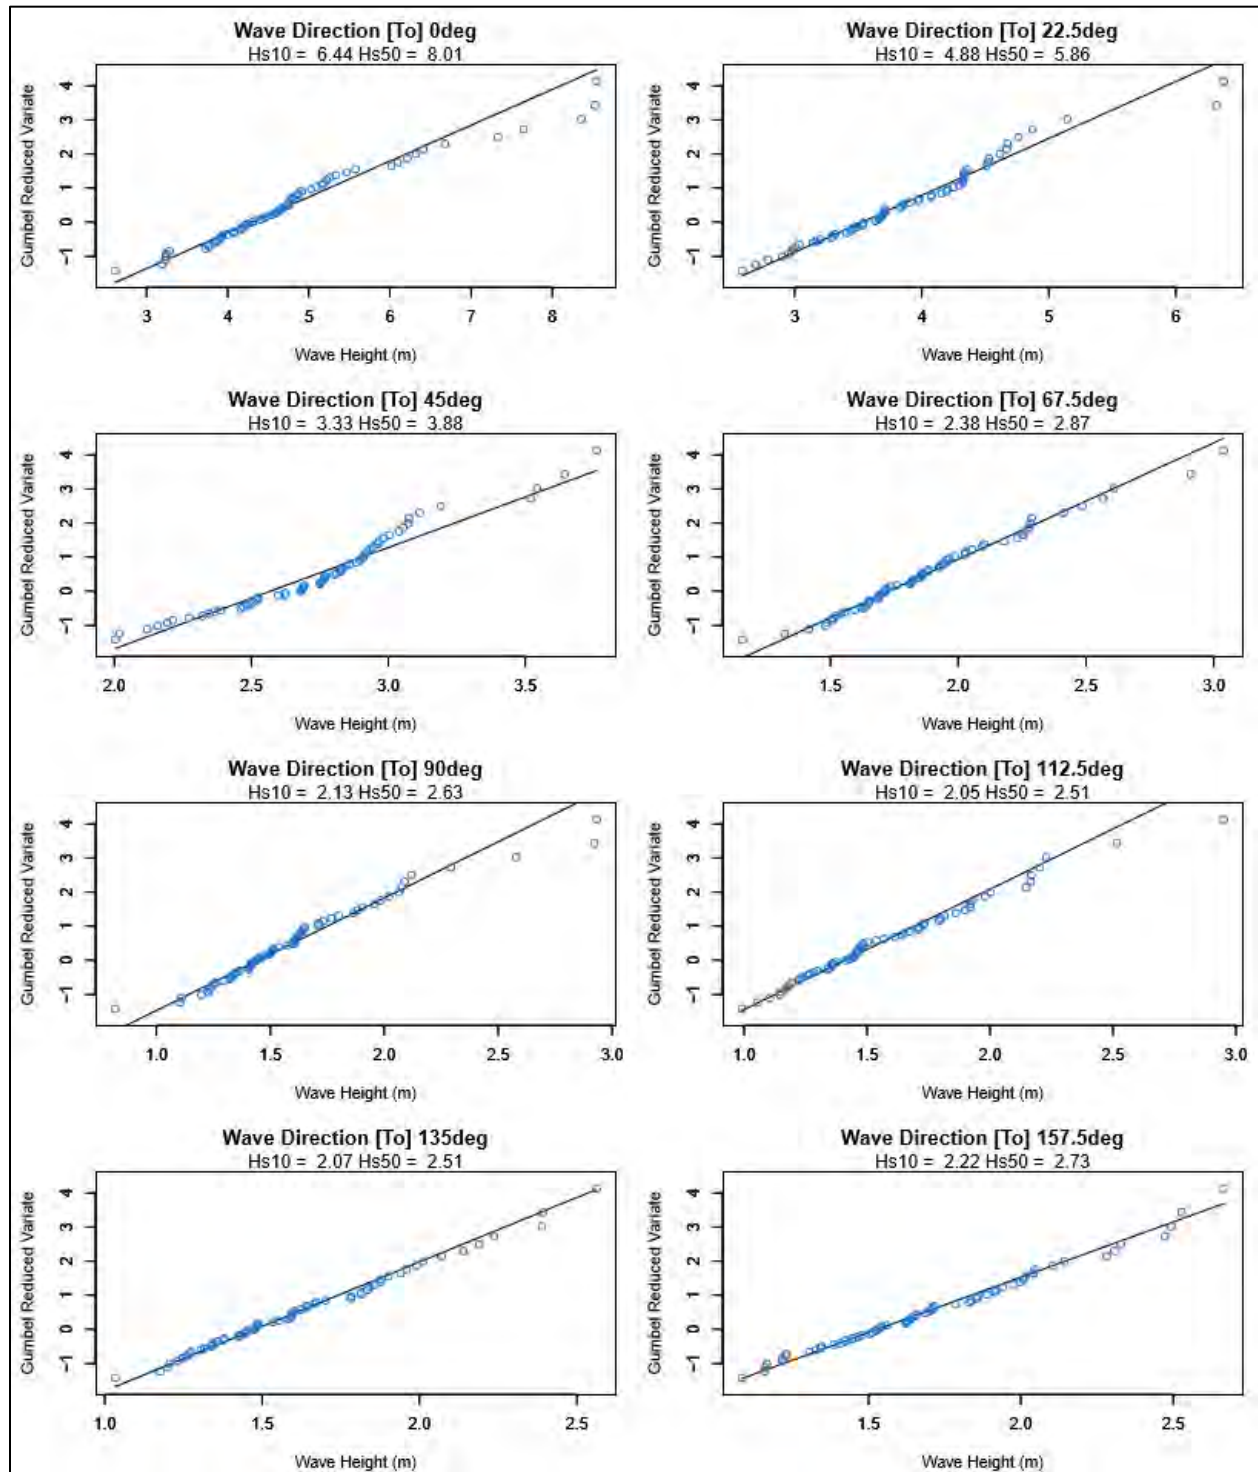 Wave Direction [To] 0deg
Hs10 = 6.44 Hs50 = 8.01
Gumbel Reduced Variate
4
3
2
1
0
-1
3 4 5 6 7 8
Wave Height (m)
Wave Direction [To] 22.5deg
Hs10 = 4.88 Hs50 = 5.86
Gumbel Reduced Variate
4
3
2
1
0
-1
3 4 5 6
Wave Height (m)
Wave Direction [To] 45deg
Hs10 = 3.33 Hs50 = 3.88
Gumbel Reduced Variate
4
3
2
1
0
-1
2.0 2.5 3.0 3.5
Wave Height (m)
Wave Direction [To] 67.5deg
Hs10 = 2.38 Hs50 = 2.87
Gumbel Reduced Variate
4
3
2
1
0
-1
1.5 2.0 2.5 3.0
Wave Height (m)
Wave Direction [To] 90deg
Hs10 = 2.13 Hs50 = 2.63
Gumbel Reduced Variate
4
3
2
1
0
-1
1.0 1.5 2.0 2.5 3.0
Wave Height (m)
Wave Direction [To] 112.5deg
Hs10 = 2.05 Hs50 = 2.51
Gumbel Reduced Variate
4
3
2
1
0
-1
1.0 1.5 2.0 2.5 3.0
Wave Height (m)
Wave Direction [To] 135deg
Hs10 = 2.07 Hs50 = 2.51
Gumbel Reduced Variate
4
3
2
1
0
-1
1.0 1.5 2.0 2.5
Wave Height (m)
Wave Direction [To] 157.5deg
Hs10 = 2.22 Hs50 = 2.73
Gumbel Reduced Variate
4
3
2
1
0
-1
1.5 2.0 2.5
Wave Height (m)